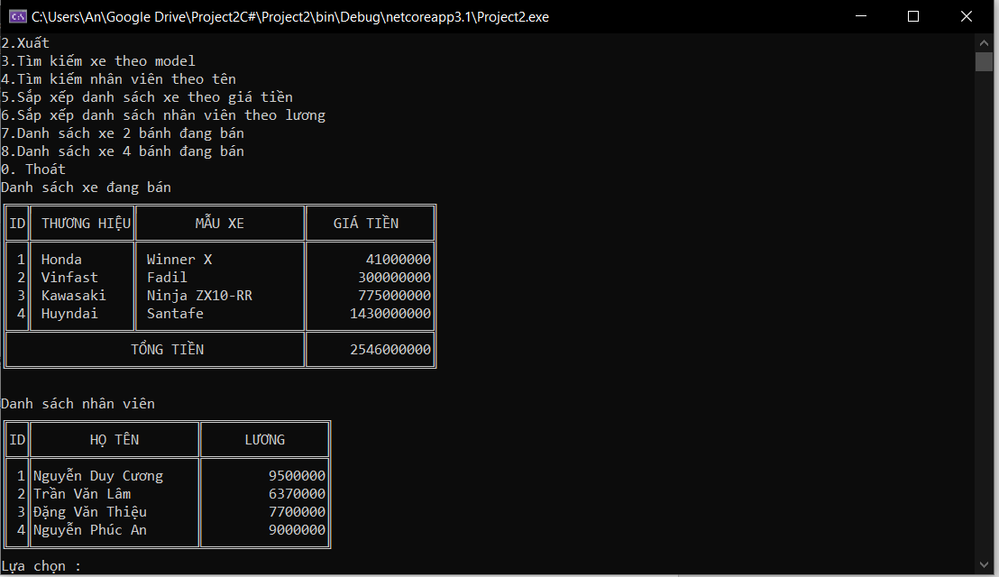 C:\Users\An\Google Drive\Project2C#\Project2\bin\Debug\netcoreapp3.1\Project2.exe
2.Xuất
3.Tìm kiếm xe theo model
4.Tìm kiếm nhân viên theo tên
5.Sắp xếp danh sách xe theo giá tiền
6.Sắp xếp danh sách nhân viên theo lương
7.Danh sách xe 2 bánh đang bán
8.Danh sách xe 4 bánh đang bán
0. Thoát
Danh sách xe đang bán
ID THƯƠNG HIỆU MẪU XE GIÁ TIỀN
1 Honda Winner X 41000000
2 Vinfast Fadil 300000000
3 Kawasaki Ninja ZX10-RR 775000000
4 Huyndai Santafe 1430000000
TỔNG TIỀN 2546000000
Danh sách nhân viên
ID HỌ TÊN LƯƠNG
1 Nguyễn Duy Cương 9500000
2 Trần Văn Lâm 6370000
3 Đặng Văn Thiệu 7700000
4 Nguyễn Phúc An 9000000
Lựa chọn :